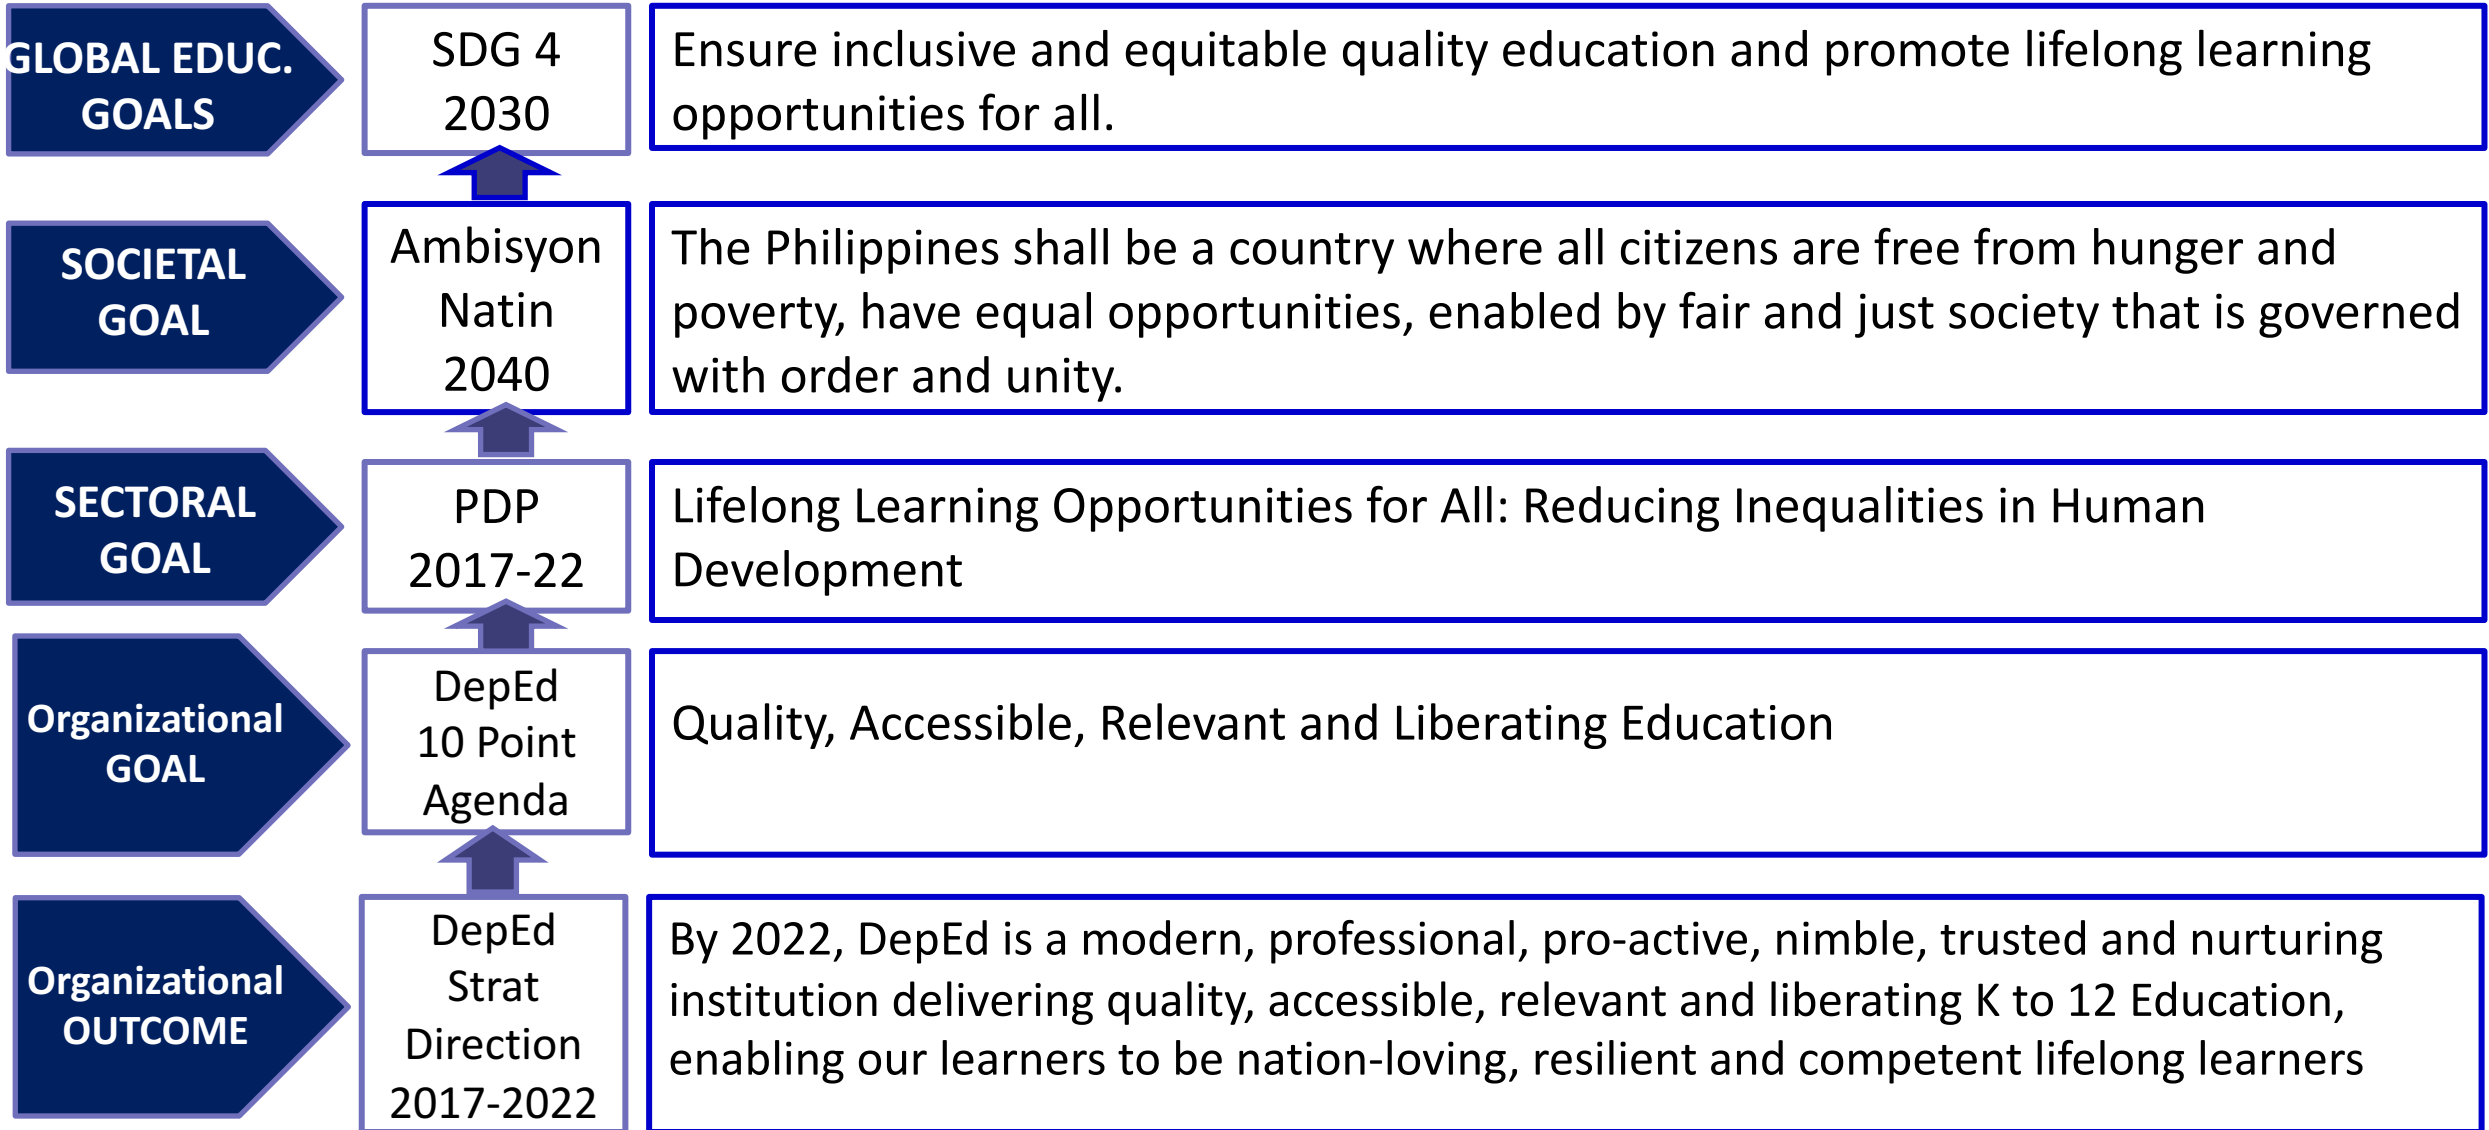 GLOBAL EDUC.
GOALS
SDG 4
2030
Ensure inclusive and equitable quality education and promote lifelong learning
opportunities for all.
SOCIETAL
GOAL
Ambisyon
Natin
2040
The Philippines shall be a country where all citizens are free from hunger and
poverty, have equal opportunities, enabled by fair and just society that is governed
with order and unity.
SECTORAL
GOAL
PDP
2017-22
Lifelong Learning Opportunities for All: Reducing Inequalities in Human
Development
Organizational
GOAL
DepEd
10 Point
Agenda
Quality, Accessible, Relevant and Liberating Education
Organizational
OUTCOME
DepEd
Strat
Direction
2017-2022
By 2022, DepEd is a modern, professional, pro-active, nimble, trusted and nurturing
institution delivering quality, accessible, relevant and liberating K to 12 Education,
enabling our learners to be nation-loving, resilient and competent lifelong learners